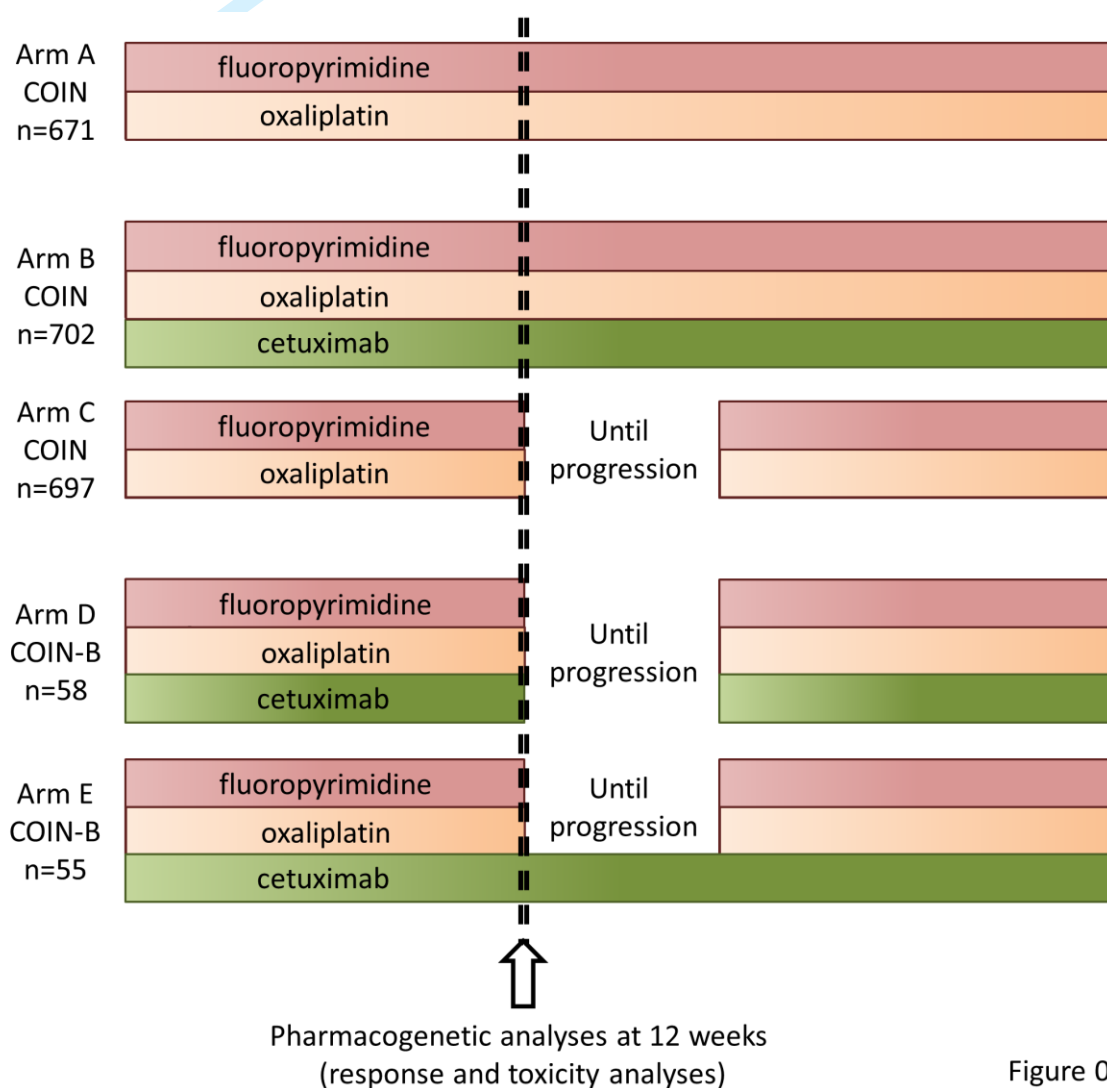 Arm A
COIN
n=671
fluoropyrimidine
oxaliplatin
Arm B
COIN
n=702
fluoropyrimidine
oxaliplatin
cetuximab
Arm C
COIN
n=697
fluoropyrimidine
oxaliplatin
Until
progression
Arm D
COIN-B
n=58
fluoropyrimidine
oxaliplatin
cetuximab
Until
progression
Arm E
COIN-B
n=55
fluoropyrimidine
oxaliplatin
cetuximab
Until
progression
Pharmacogenetic analyses at 12 weeks
(response and toxicity analyses)
Figure 0